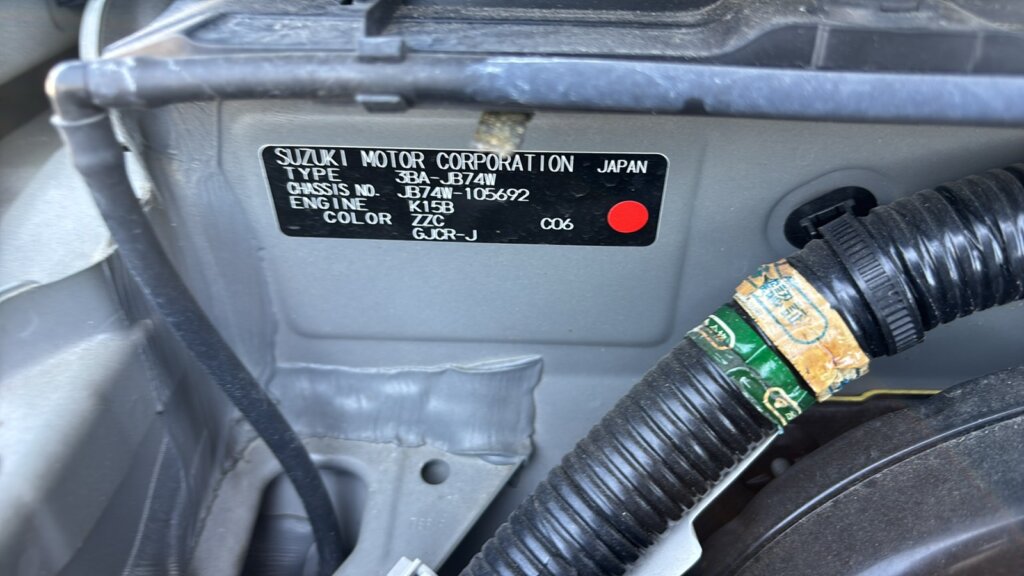 SUZUKI MOTOR CORPORATION JAPAN
TYPE 3BA-JB74W
CHASSIS NO. JB74W-105692
ENGINE K15B
COLOR ZZC C06
GJCR-J